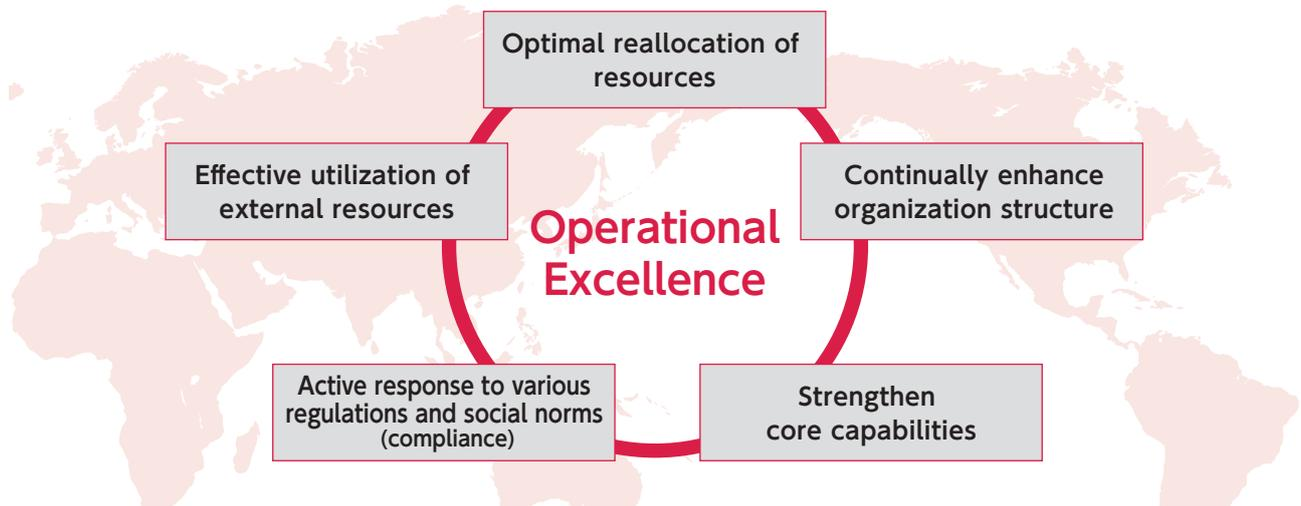 Optimal reallocation of
resources
Effective utilization of
external resources
Continually enhance
organization structure
Operational
Excellence
Active response to various
regulations and social norms
(compliance)
Strengthen
core capabilities